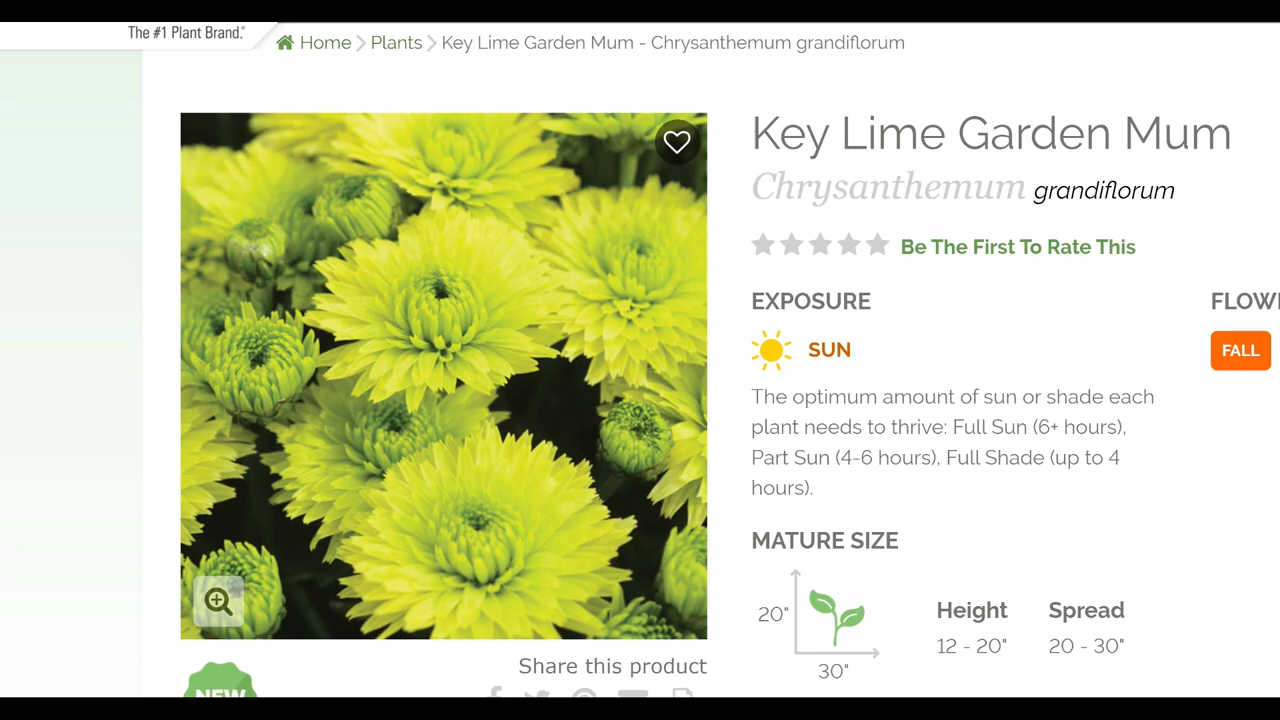 The #1 Plant Brand.®
Home > Plants > Key Lime Garden Mum - Chrysanthemum grandiflorum
Key Lime Garden Mum
Chrysanthemum grandiflorum
Be The First To Rate This
EXPOSURE
SUN
The optimum amount of sun or shade each
plant needs to thrive: Full Sun (6+ hours),
Part Sun (4-6 hours), Full Shade (up to 4
hours).
FLOW
FALL
MATURE SIZE
20"
30"
Height Spread
12 - 20" 20 - 30"
Share this product
NEW